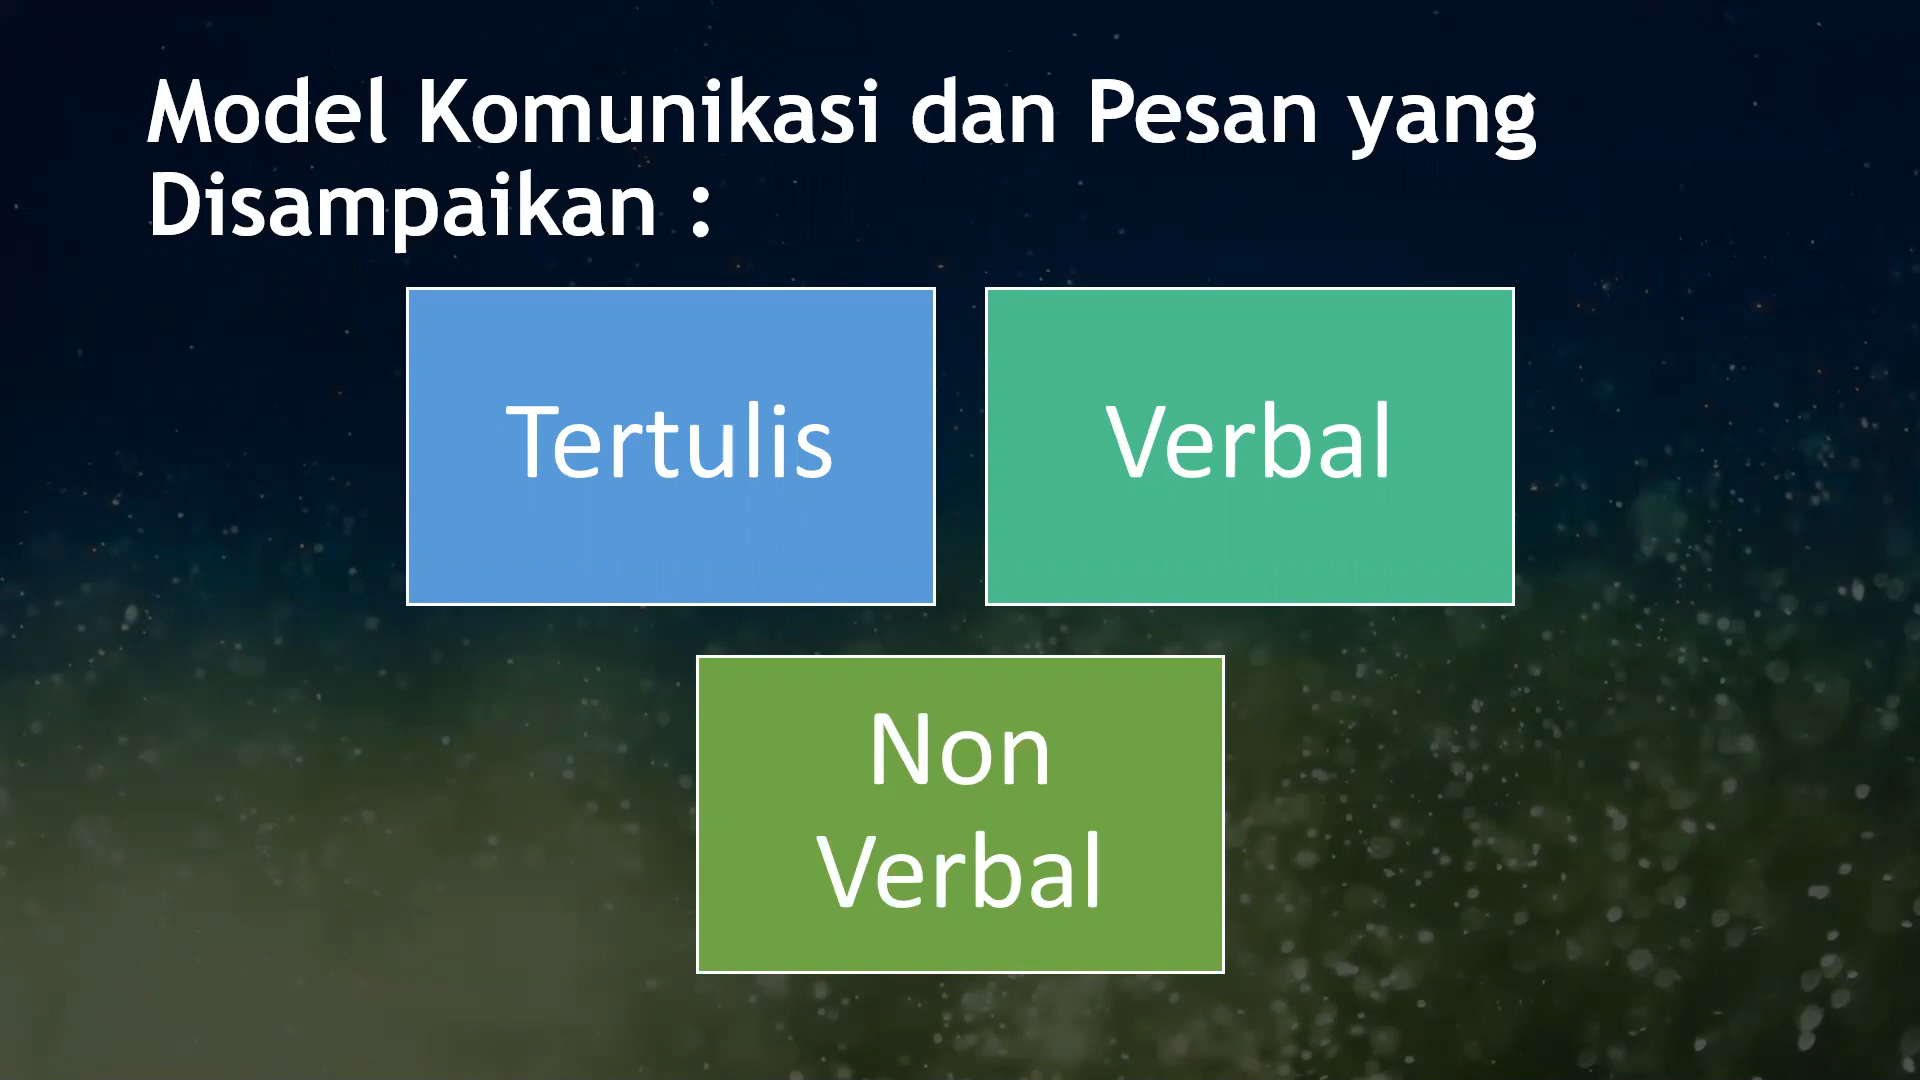 Model Komunikasi dan Pesan yang
Disampaikan :
Tertulis
Verbal
Non
Verbal